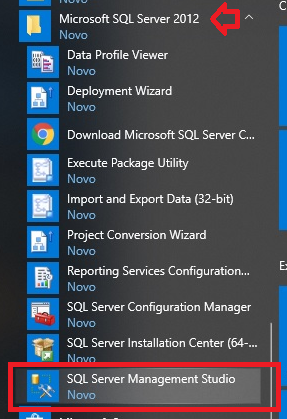 Novo
Microsoft SQL Server 2012
Novo
Data Profile Viewer
Novo
Deployment Wizard
Novo
Download Microsoft SQL Server C...
Execute Package Utility
Novo
Import and Export Data (32-bit)
Novo
Project Conversion Wizard
Novo
Reporting Services Configuration...
Novo
SQL Server Configuration Manager
Novo
SQL Server Installation Center (64-...
Novo
SQL Server Management Studio
Novo